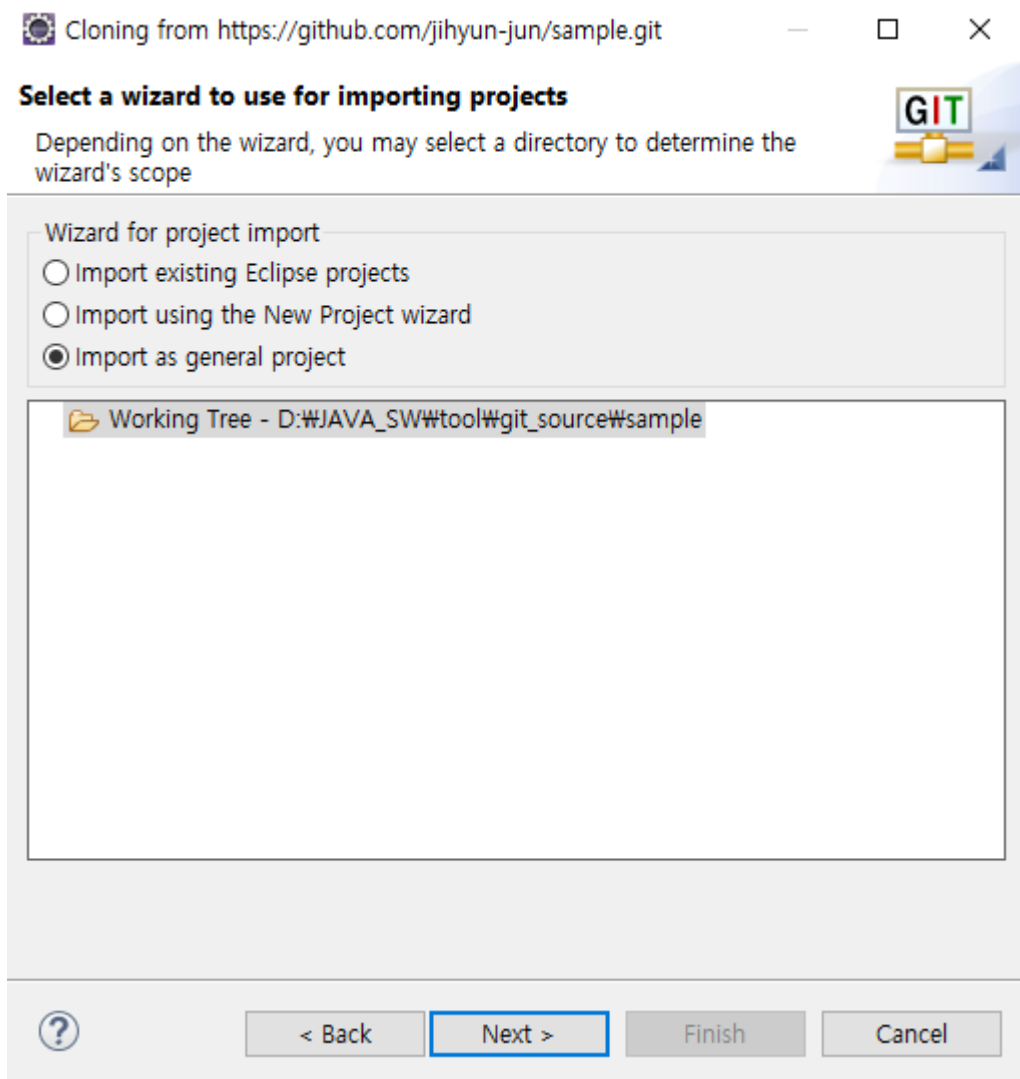 Cloning from https://github.com/jihyun-jun/sample.git
Select a wizard to use for importing projects
Depending on the wizard, you may select a directory to determine the
wizard's scope
GIT
Wizard for project import
Import existing Eclipse projects
Import using the New Project wizard
Import as general project
Working Tree - D:₩JAVA_SW₩tool₩git_source₩sample
?
< Back
Next >
Finish
Cancel